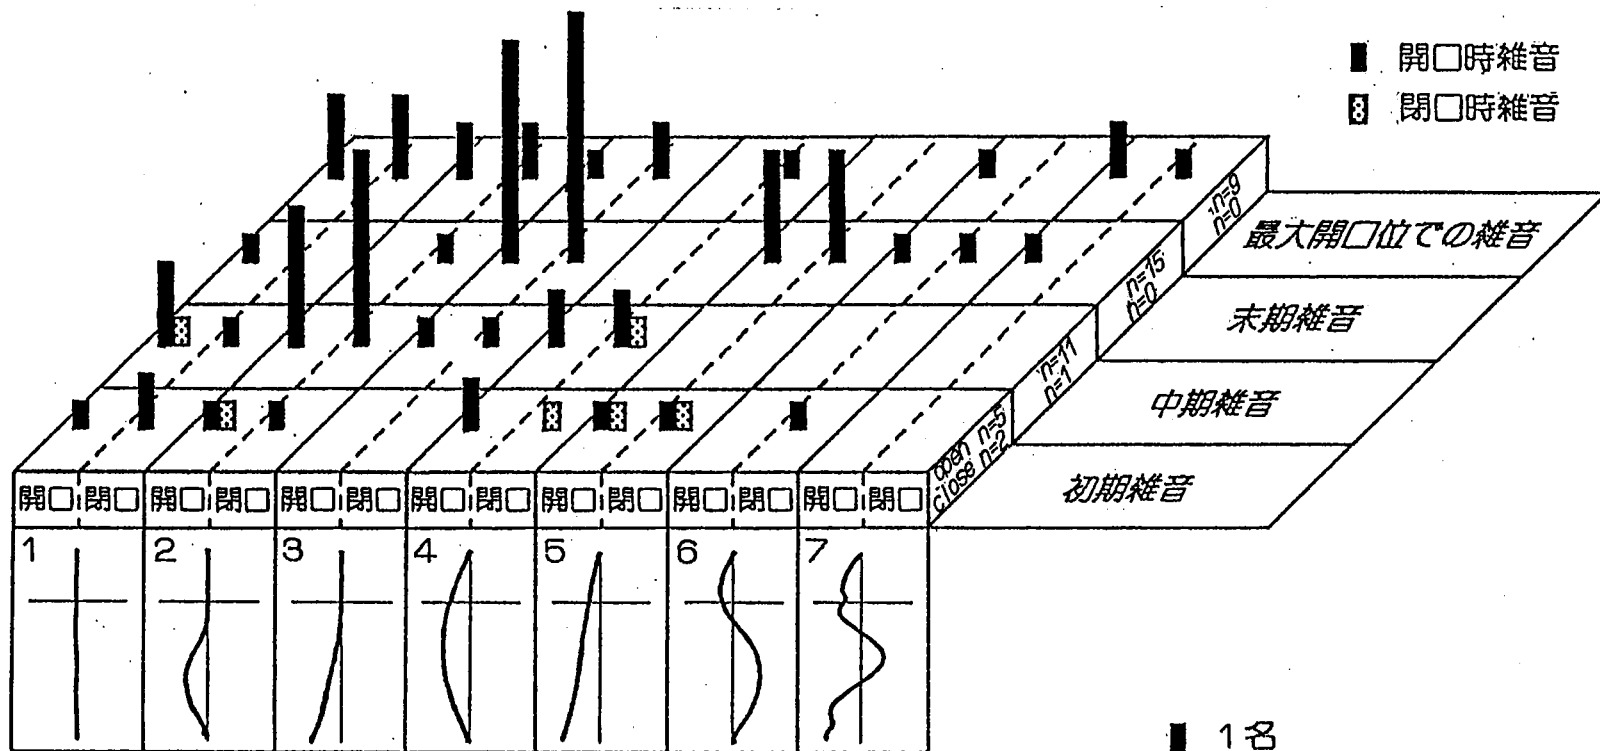 開口時雑音
閉口時雑音
n=9
n=0
最大開口位での雑音
n=15
n=0
末期雑音
n=11
n=1
中期雑音
open n=5
close n=2
初期雑音
開口 閉口 開口 閉口 開口 閉口 開口 閉口 開口 閉口 開口 閉口 開口 閉口
1 2 3 4 5 6 7
1名